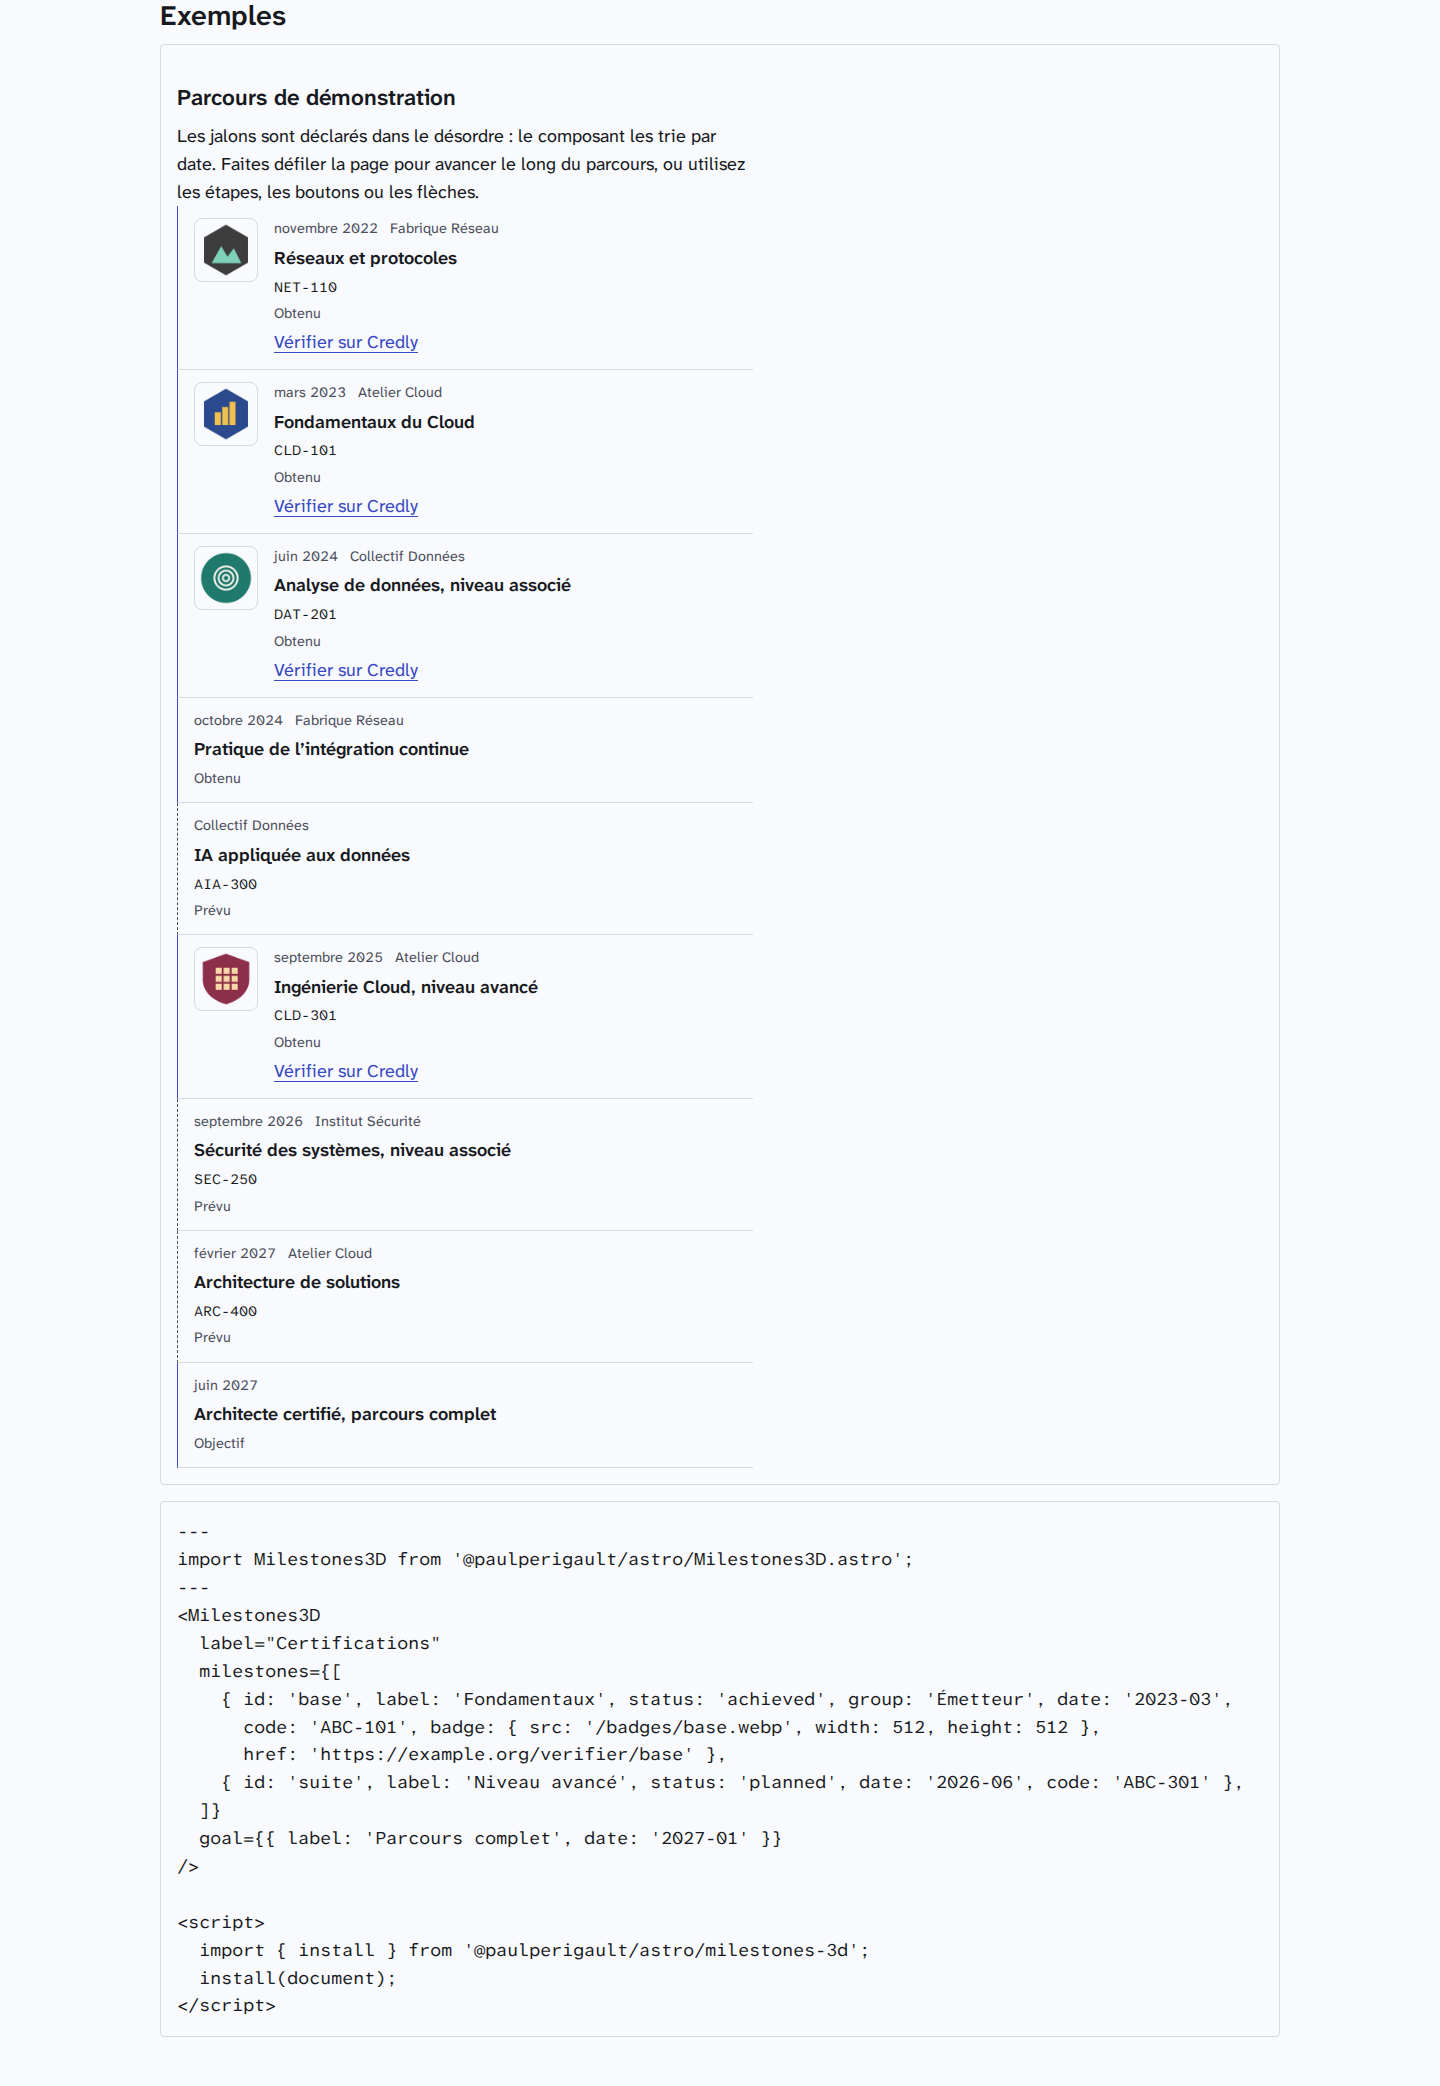 Exemples
Parcours de démonstration
Les jalons sont déclarés dans le désordre : le composant les trie par
date. Faites défiler la page pour avancer le long du parcours, ou utilisez
les étapes, les boutons ou les flèches.
novembre 2022 Fabrique Réseau
Réseaux et protocoles
NET-110
Obtenu
Vérifier sur Credly
mars 2023 Atelier Cloud
Fondamentaux du Cloud
CLD-101
Obtenu
Vérifier sur Credly
juin 2024 Collectif Données
Analyse de données, niveau associé
DAT-201
Obtenu
Vérifier sur Credly
octobre 2024 Fabrique Réseau
Pratique de l’intégration continue
Obtenu
Collectif Données
IA appliquée aux données
AIA-300
Prévu
septembre 2025 Atelier Cloud
Ingénierie Cloud, niveau avancé
CLD-301
Obtenu
Vérifier sur Credly
septembre 2026 Institut Sécurité
Sécurité des systèmes, niveau associé
SEC-250
Prévu
février 2027 Atelier Cloud
Architecture de solutions
ARC-400
Prévu
juin 2027
Architecte certifié, parcours complet
Objectif
---
import Milestones3D from '@paulperigault/astro/Milestones3D.astro';
---
<Milestones3D
  label="Certifications"
  milestones={[
    { id: 'base', label: 'Fondamentaux', status: 'achieved', group: 'Émetteur', date: '2023-03',
      code: 'ABC-101', badge: { src: '/badges/base.webp', width: 512, height: 512 },
      href: 'https://example.org/verifier/base' },
    { id: 'suite', label: 'Niveau avancé', status: 'planned', date: '2026-06', code: 'ABC-301' },
  ]}
  goal={{ label: 'Parcours complet', date: '2027-01' }}
/>
<script>
  import { install } from '@paulperigault/astro/milestones-3d';
  install(document);
</script>